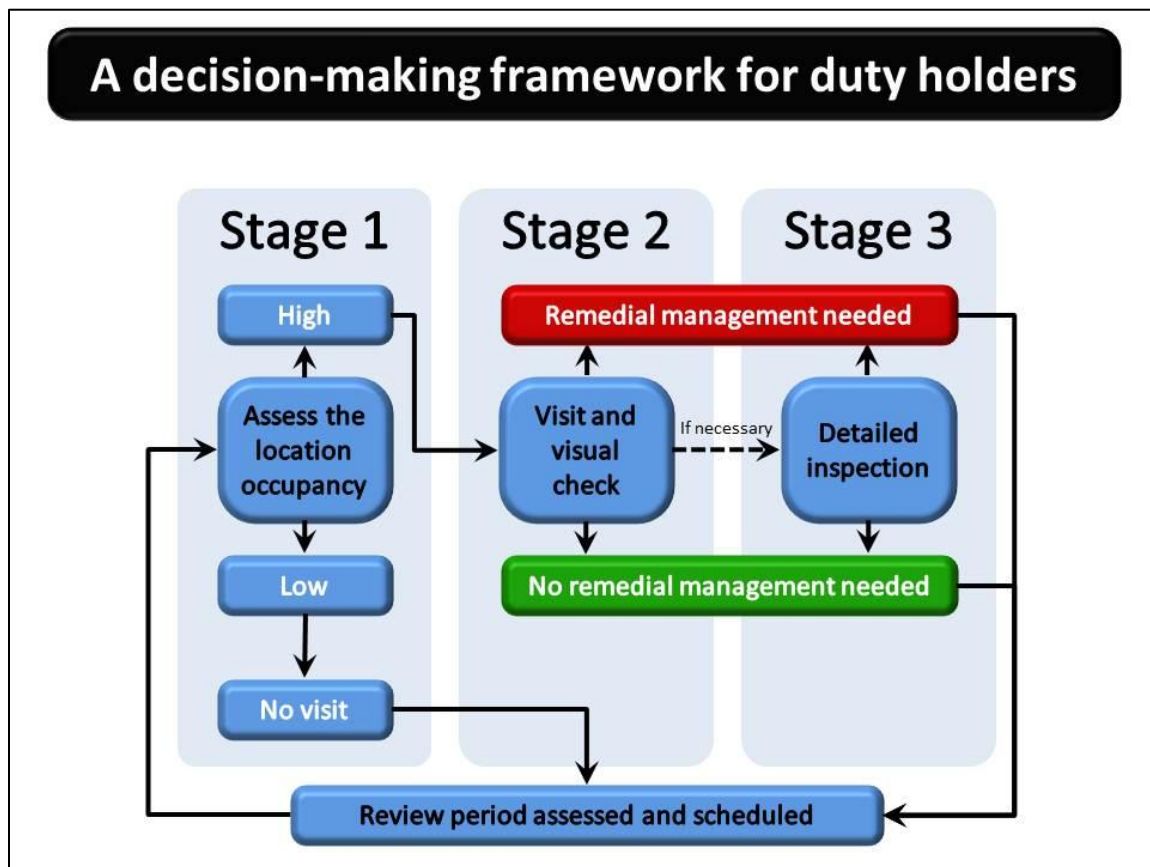 A decision-making framework for duty holders
Stage 1
Stage 2
Stage 3
High
Remedial management needed
Assess the
location
occupancy
Visit and
visual
check
If necessary
Detailed
inspection
Low
No remedial management needed
No visit
Review period assessed and scheduled